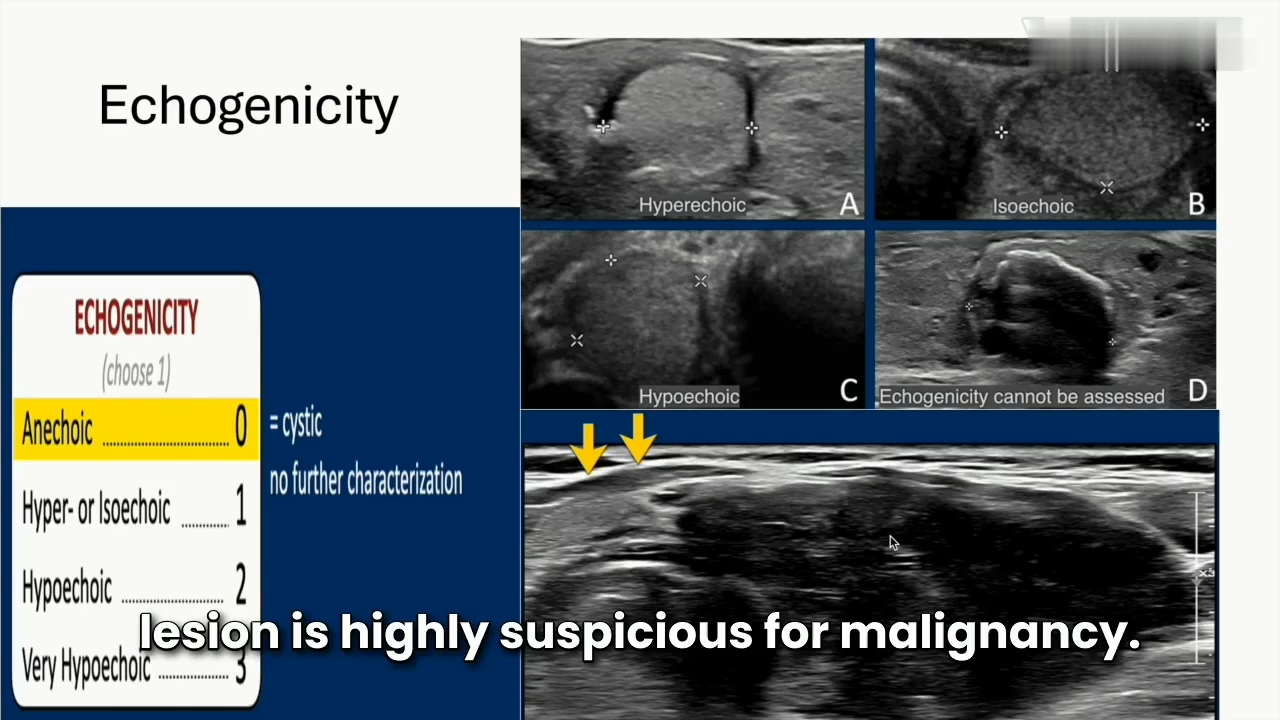 Echogenicity
ECHOGENICITY
(choose 1)
Anechoic ........................ 0
= cystic
no further characterization
Hyper- or Isoechoic ......... 1
Hypoechoic .................... 2
Very Hypoechoic ............. 3
Hyperechoic A
Isoechoic B
Hypoechoic C
Echogenicity cannot be assessed D
lesion is highly suspicious for malignancy.